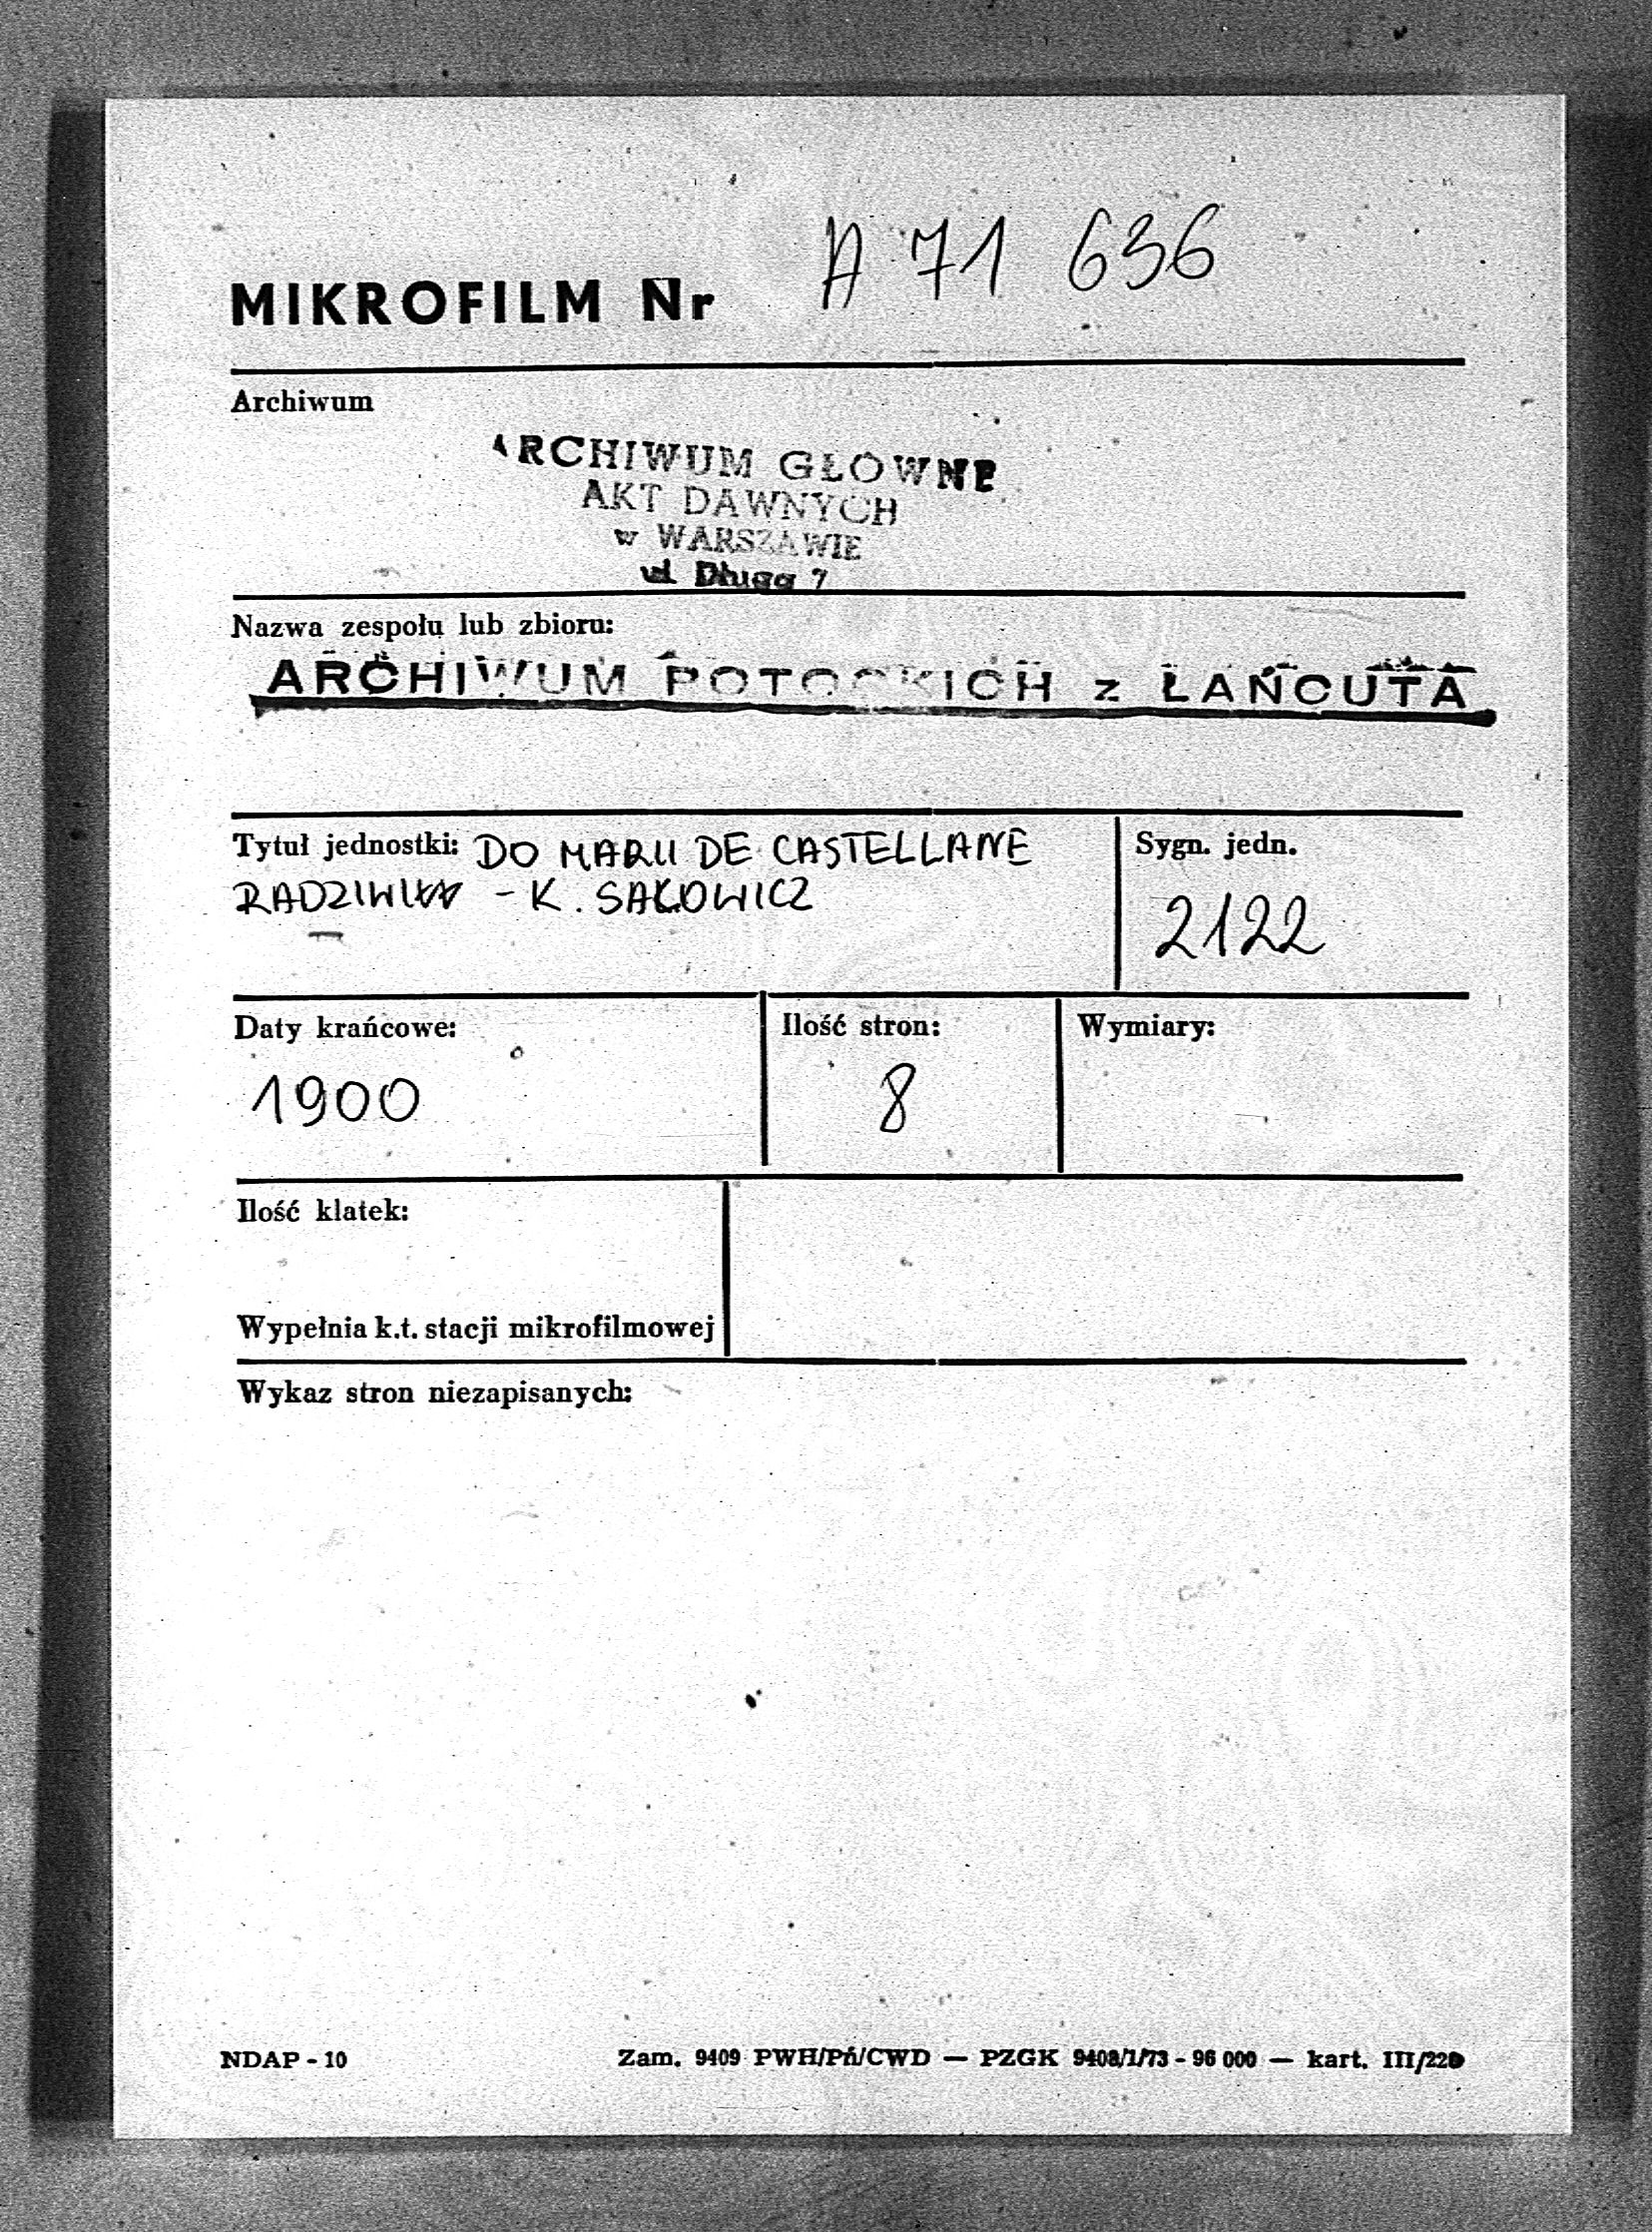 MIKROFILM Nr A 71 636
Archiwum
ARCHIWUM GŁÓWNE
AKT DAWNYCH
w WARSZAWIE
ul Długa 7
Nazwa zespołu lub zbioru:
ARCHIWUM POTOCKICH z ŁAŃCUTA
Tytuł jednostki: DO MARII DE CASTELLANE
RADZIWIŁŁ - K. SAKOWICZ
Sygn. jedn.
2122
Daty krańcowe:
1900
Ilość stron:
8
Wymiary:
Ilość klatek:
Wypełnia k.t. stacji mikrofilmowej
Wykaz stron niezapisanych:
NDAP - 10
Zam. 9409 PWH/Pń/CWD — PZGK 9408/1/73 - 96 000 — kart. III/220